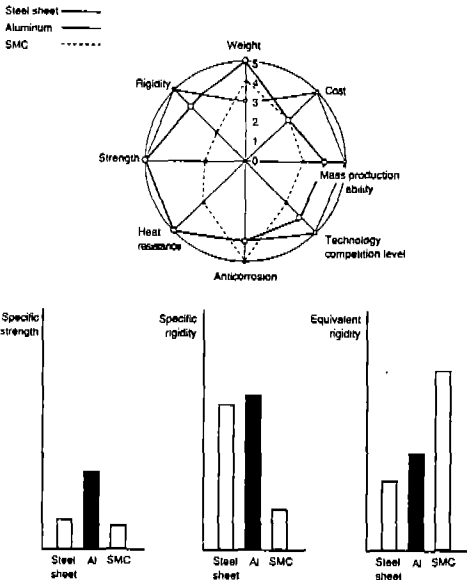 Steel sheet
Aluminum
SMC
Weight
Rigidity
Cost
5
4
3
2
1
0
Strength
Mass production
ability
Heat
resistance
Technology
competition level
Anticorrosion
Specific
strength
Specific
rigidity
Equivalent
rigidity
Steel Al SMC
sheet
Steel Al SMC
sheet
Steel Al SMC
sheet